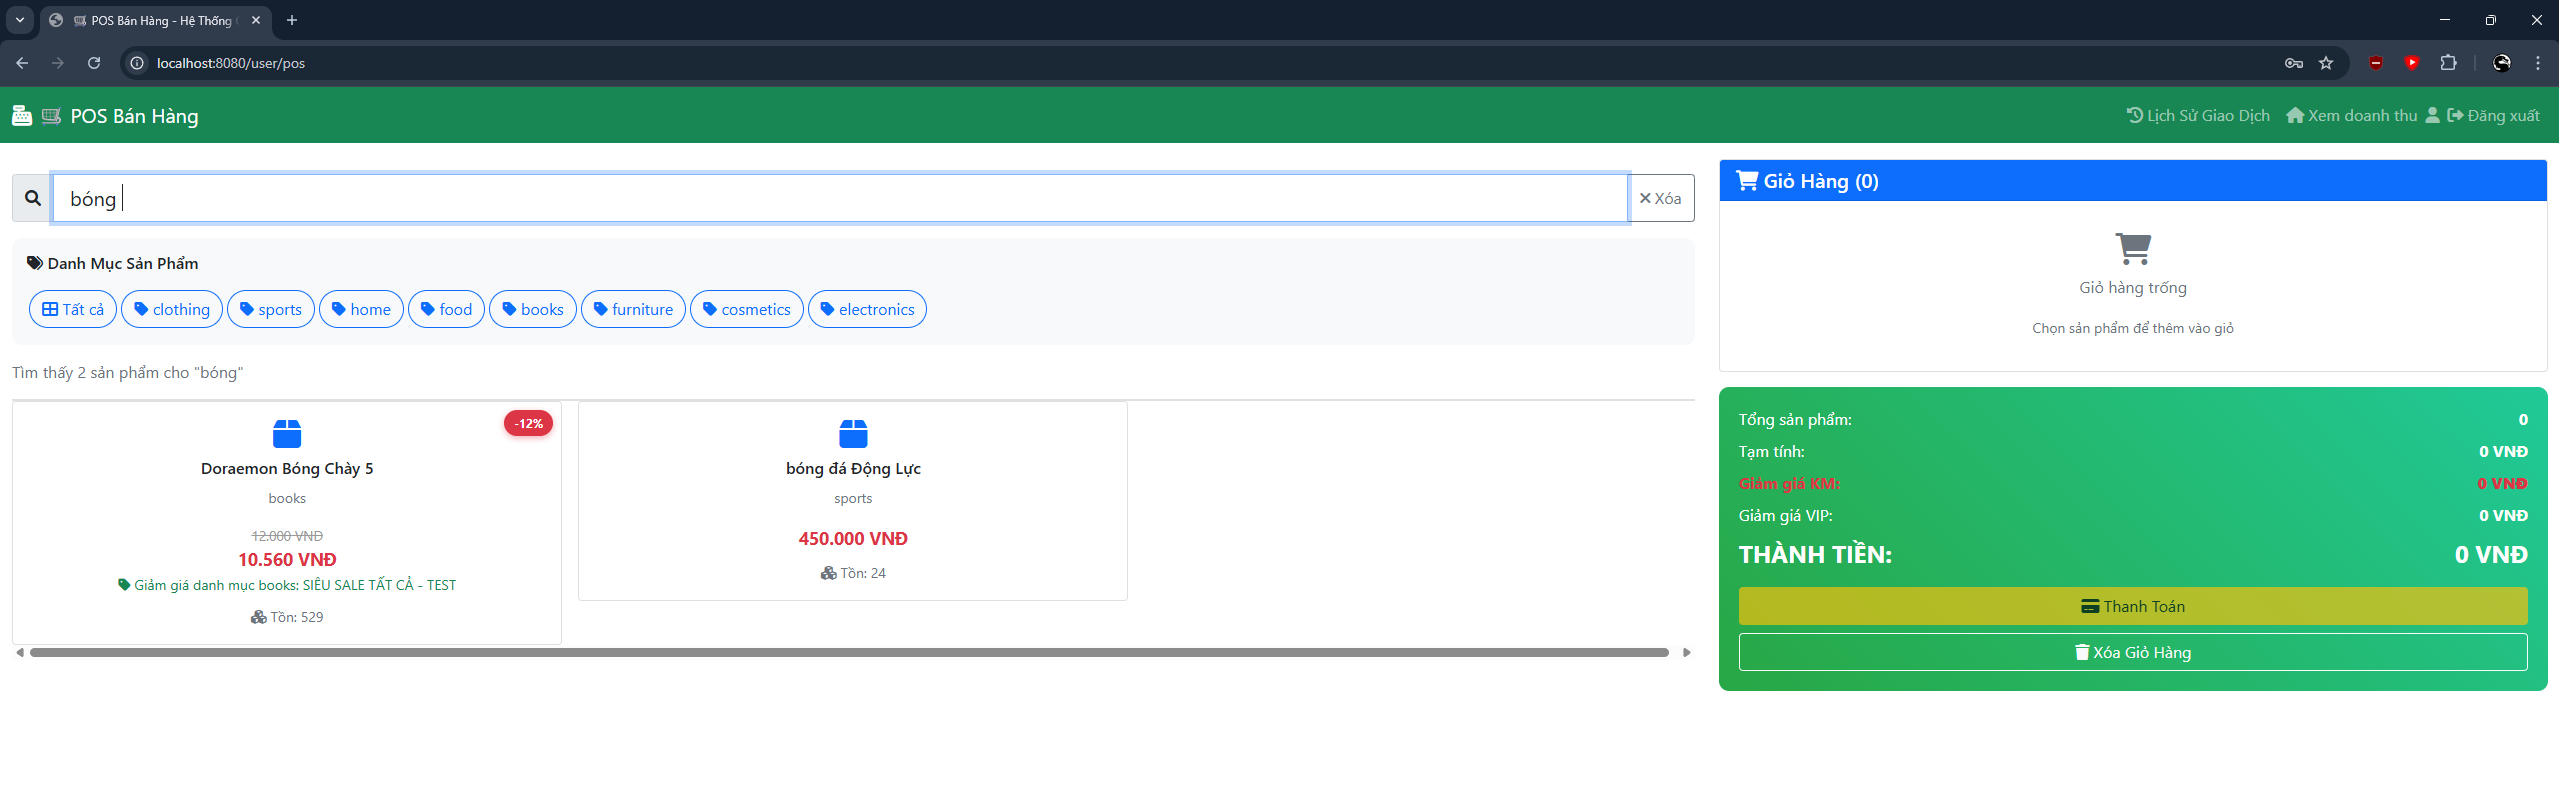 POS Bán Hàng - Hệ Thống
localhost:8080/user/pos
POS Bán Hàng
Lịch Sử Giao Dịch
Xem doanh thu
Đăng xuất
bóng
Xóa
Danh Mục Sản Phẩm
Tất cả
clothing
sports
home
food
books
furniture
cosmetics
electronics
Tìm thấy 2 sản phẩm cho "bóng"
-12%
Doraemon Bóng Chày 5
books
12.000 VNĐ
10.560 VNĐ
Giảm giá danh mục books: SIÊU SALE TẤT CẢ - TEST
Tồn: 529
bóng đá Động Lực
sports
450.000 VNĐ
Tồn: 24
Giỏ Hàng (0)
Giỏ hàng trống
Chọn sản phẩm để thêm vào giỏ
Tổng sản phẩm: 0
Tạm tính: 0 VNĐ
Giảm giá KM: 0 VNĐ
Giảm giá VIP: 0 VNĐ
THÀNH TIỀN: 0 VNĐ
Thanh Toán
Xóa Giỏ Hàng